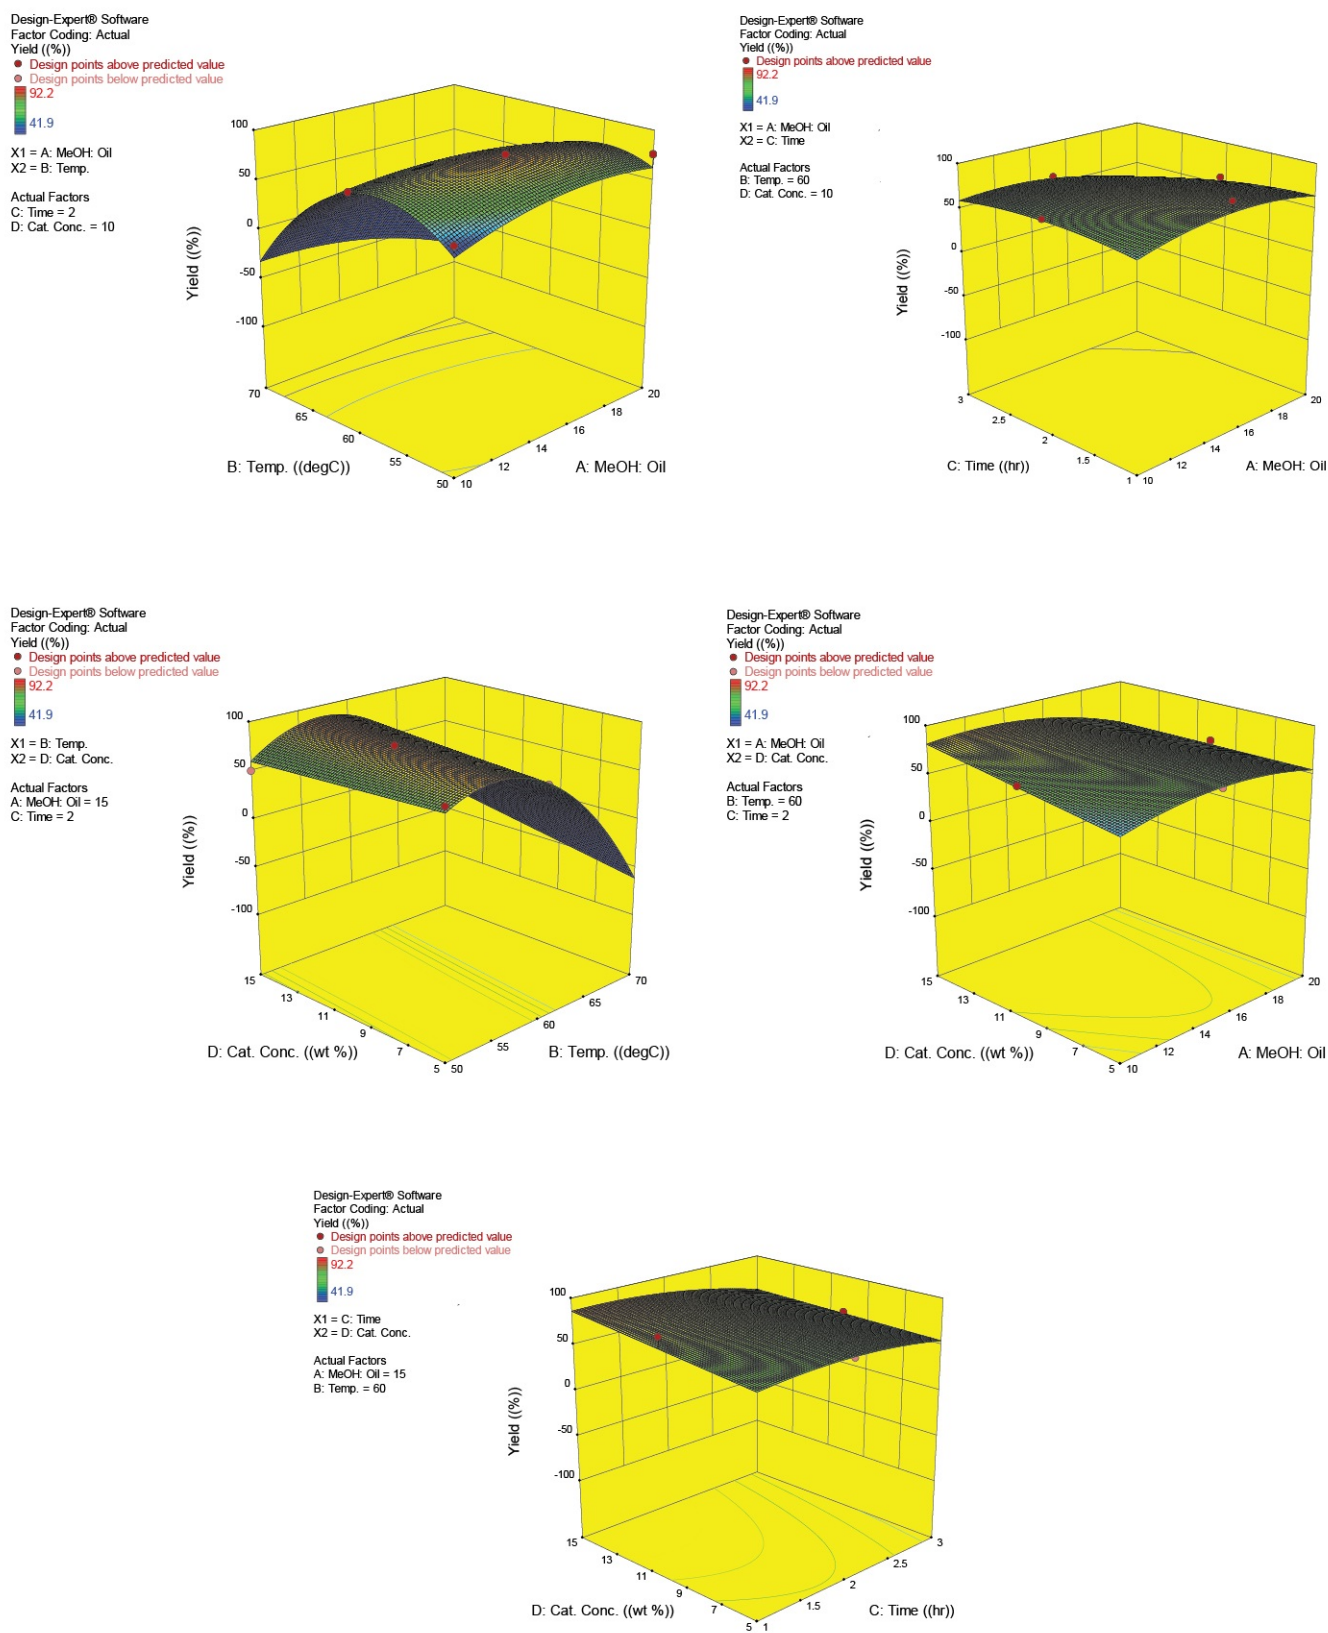 Design-Expert® Software
Factor Coding: Actual
Yield ((%))
Design points above predicted value
Design points below predicted value
92.2
41.9
X1 = A: MeOH: Oil
X2 = B: Temp.
Actual Factors
C: Time = 2
D: Cat. Conc. = 10
100
50
0
-50
-100
Yield ((%))
70
65
60
55
50
10
12
14
16
18
20
B: Temp. ((degC))
A: MeOH: Oil
Design-Expert® Software
Factor Coding: Actual
Yield ((%))
Design points above predicted value
92.2
41.9
X1 = A: MeOH: Oil
X2 = C: Time
Actual Factors
B: Temp. = 60
D: Cat. Conc. = 10
100
50
0
-50
-100
Yield ((%))
3
2.5
2
1.5
1
10
12
14
16
18
20
C: Time ((hr))
A: MeOH: Oil
Design-Expert® Software
Factor Coding: Actual
Yield ((%))
Design points above predicted value
Design points below predicted value
92.2
41.9
X1 = B: Temp.
X2 = D: Cat. Conc.
Actual Factors
A: MeOH: Oil = 15
C: Time = 2
100
50
0
-50
-100
Yield ((%))
15
13
11
9
7
5
50
55
60
65
70
D: Cat. Conc. ((wt %))
B: Temp. ((degC))
Design-Expert® Software
Factor Coding: Actual
Yield ((%))
Design points above predicted value
Design points below predicted value
92.2
41.9
X1 = A: MeOH: Oil
X2 = D: Cat. Conc.
Actual Factors
B: Temp. = 60
C: Time = 2
100
50
0
-50
-100
Yield ((%))
15
13
11
9
7
5
10
12
14
16
18
20
D: Cat. Conc. ((wt %))
A: MeOH: Oil
Design-Expert® Software
Factor Coding: Actual
Yield ((%))
Design points above predicted value
Design points below predicted value
92.2
41.9
X1 = C: Time
X2 = D: Cat. Conc.
Actual Factors
A: MeOH: Oil = 15
B: Temp. = 60
100
50
0
-50
-100
Yield ((%))
15
13
11
9
7
5
1
1.5
2
2.5
3
D: Cat. Conc. ((wt %))
C: Time ((hr))